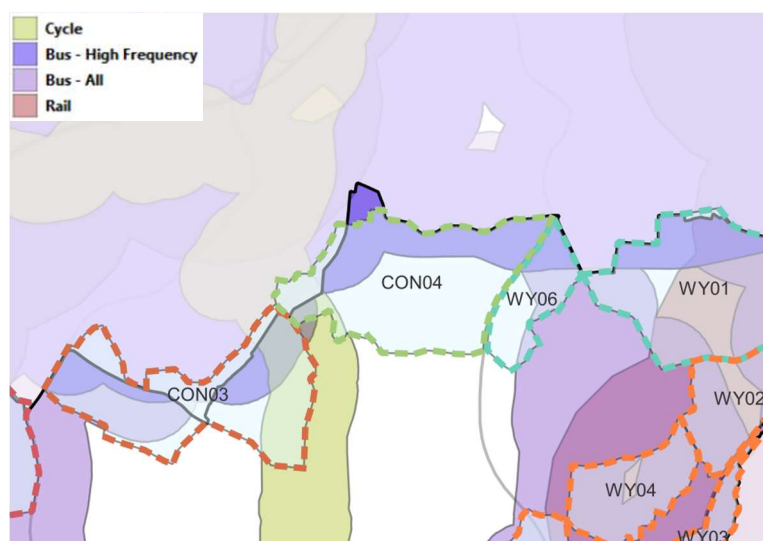 Cycle
Bus - High Frequency
Bus - All
Rail
CON04
WY06
WY01
CON03
WY02
WY04
WY03